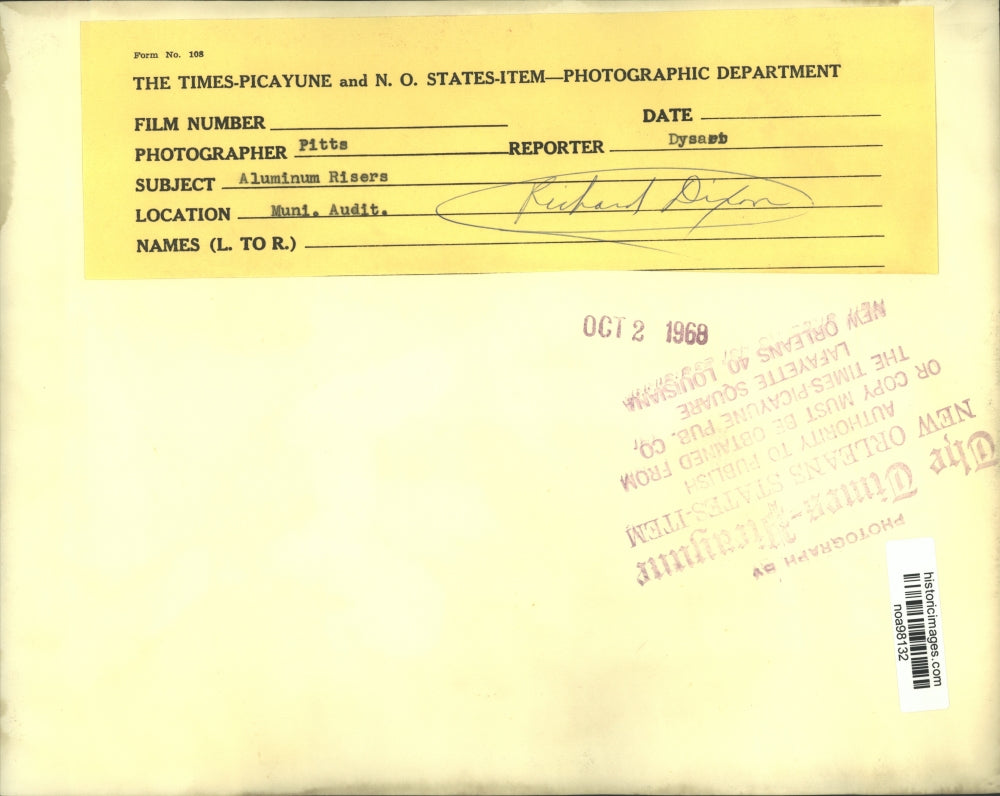 Form No. 108
THE TIMES-PICAYUNE and N. O. STATES-ITEM—PHOTOGRAPHIC DEPARTMENT
FILM NUMBER DATE
PHOTOGRAPHER Pitts REPORTER Dysart
SUBJECT Aluminum Risers
LOCATION Muni. Audit. Richard Dixon
NAMES (L. TO R.)
OCT 2 1968
PHOTOGRAPH BY
The Times-Picayune
NEW ORLEANS STATES-ITEM
AUTHORITY TO PUBLISH
OR COPY MUST BE OBTAINED FROM
THE TIMES-PICAYUNE PUB. CO,
LAFAYETTE SQUARE
NEW ORLEANS 40, LOUISIANA
historicimages.com
noa98132